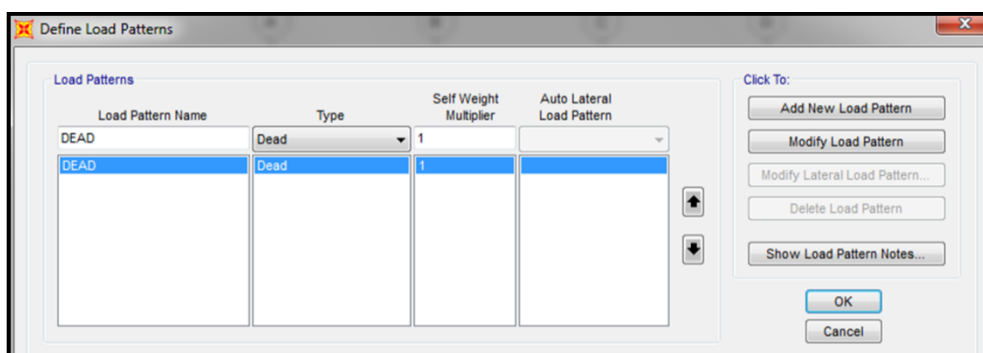 Define Load Patterns
Load Patterns
Load Pattern Name
Type
Self Weight
Multiplier
Auto Lateral
Load Pattern
DEAD
Dead
1
DEAD
Dead
1
Click To:
Add New Load Pattern
Modify Load Pattern
Modify Lateral Load Pattern...
Delete Load Pattern
Show Load Pattern Notes...
OK
Cancel